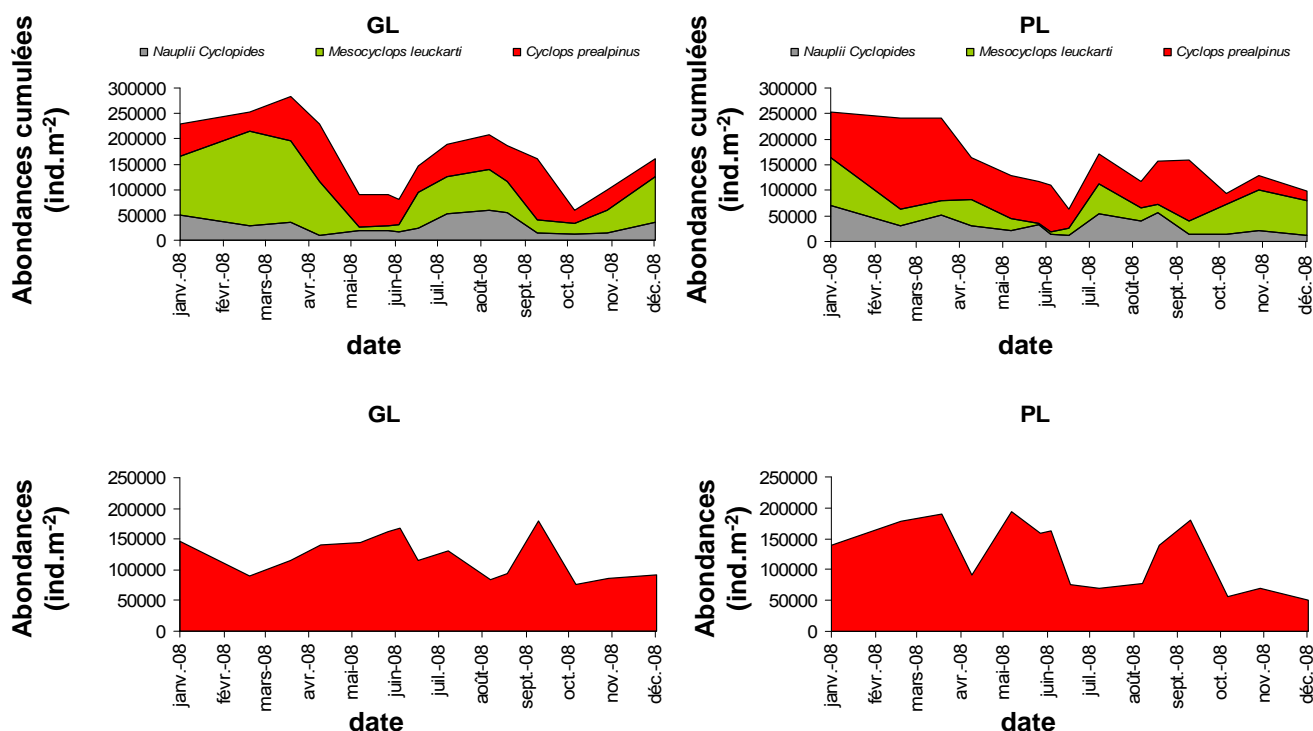 GL
Nauplii Cyclopides Mesocyclops leuckarti Cyclops prealpinus
Abondances cumulées
(ind.m-2)
300000
250000
200000
150000
100000
50000
0
janv.-08
févr.-08
mars-08
avr.-08
mai-08
juin-08
juil.-08
août-08
sept.-08
oct.-08
nov.-08
déc.-08
date
PL
Nauplii Cyclopides Mesocyclops leuckarti Cyclops prealpinus
Abondances cumulées
(ind.m-2)
300000
250000
200000
150000
100000
50000
0
janv.-08
févr.-08
mars-08
avr.-08
mai-08
juin-08
juil.-08
août-08
sept.-08
oct.-08
nov.-08
déc.-08
date
GL
Abondances
(ind.m-2)
250000
200000
150000
100000
50000
0
janv.-08
févr.-08
mars-08
avr.-08
mai-08
juin-08
juil.-08
août-08
sept.-08
oct.-08
nov.-08
déc.-08
date
PL
Abondances
(ind.m-2)
250000
200000
150000
100000
50000
0
janv.-08
févr.-08
mars-08
avr.-08
mai-08
juin-08
juil.-08
août-08
sept.-08
oct.-08
nov.-08
déc.-08
date